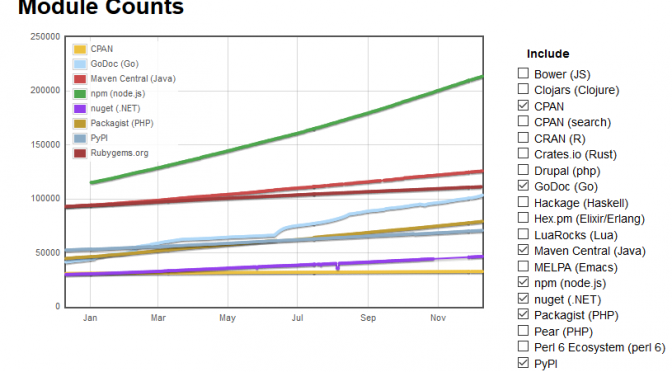 Module Counts
250000
200000
150000
100000
50000
0
CPAN
GoDoc (Go)
Maven Central (Java)
npm (node.js)
nuget (.NET)
Packagist (PHP)
PyPI
Rubygems.org
Jan
Mar
May
Jul
Sep
Nov
Include
Bower (JS)
Clojars (Clojure)
CPAN
CPAN (search)
CRAN (R)
Crates.io (Rust)
Drupal (php)
GoDoc (Go)
Hackage (Haskell)
Hex.pm (Elixir/Erlang)
LuaRocks (Lua)
Maven Central (Java)
MELPA (Emacs)
npm (node.js)
nuget (.NET)
Packagist (PHP)
Pear (PHP)
Perl 6 Ecosystem (perl 6)
PyPI